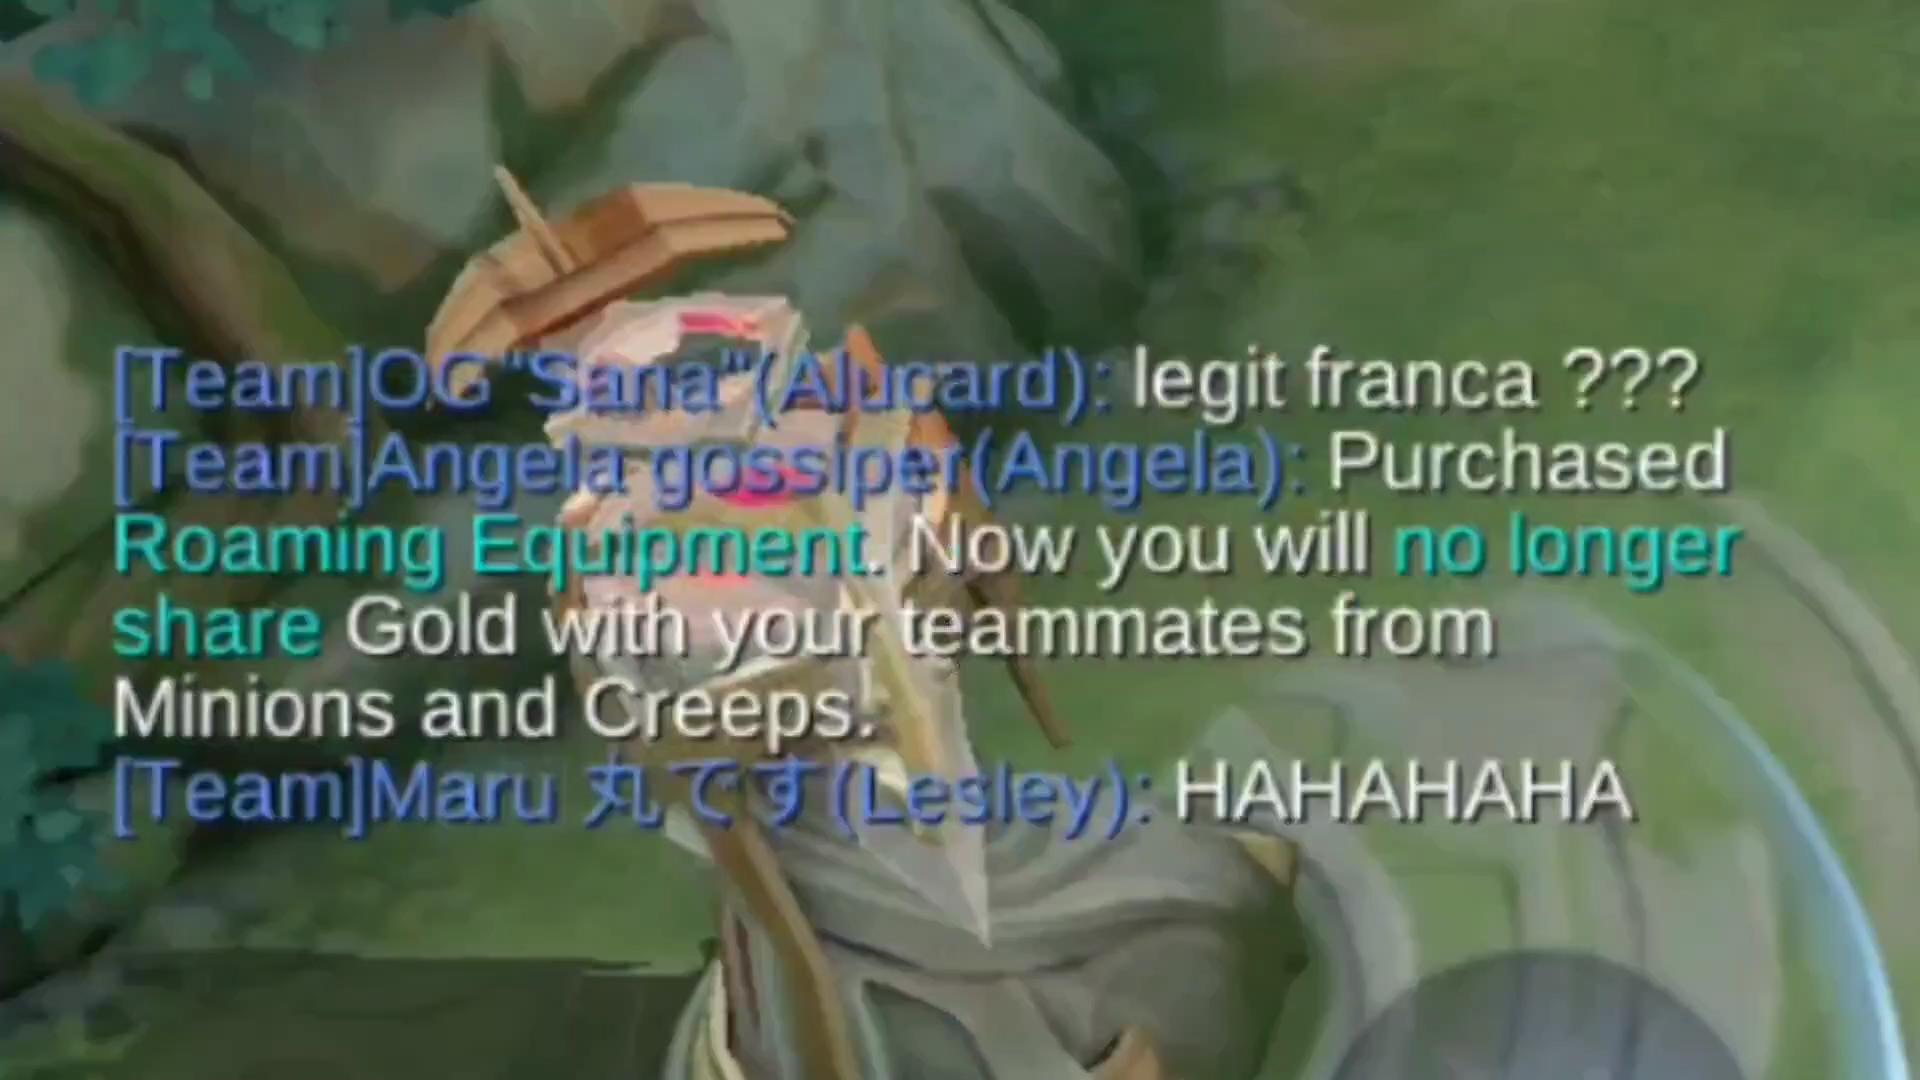 [Team]OG"Sana"(Alucard): legit franca ???
[Team]Angela gossiper(Angela): Purchased
Roaming Equipment. Now you will no longer
share Gold with your teammates from
Minions and Creeps!
[Team]Maru 丸です(Lesley): HAHAHAHA